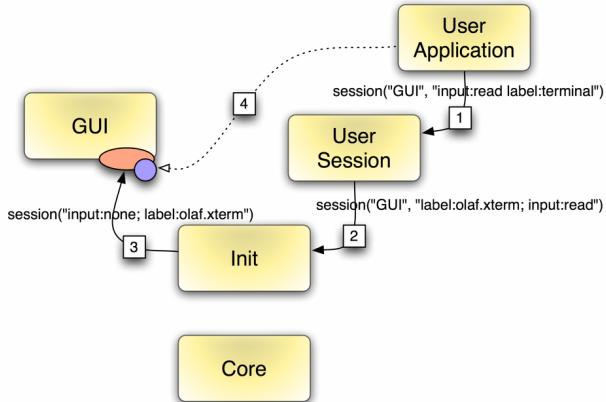 User
Application
session("GUI", "input:read label:terminal")
4
1
GUI
User
Session
session("GUI", "label:olaf.xterm; input:read")
session("input:none; label:olaf.xterm")
2
3
Init
Core